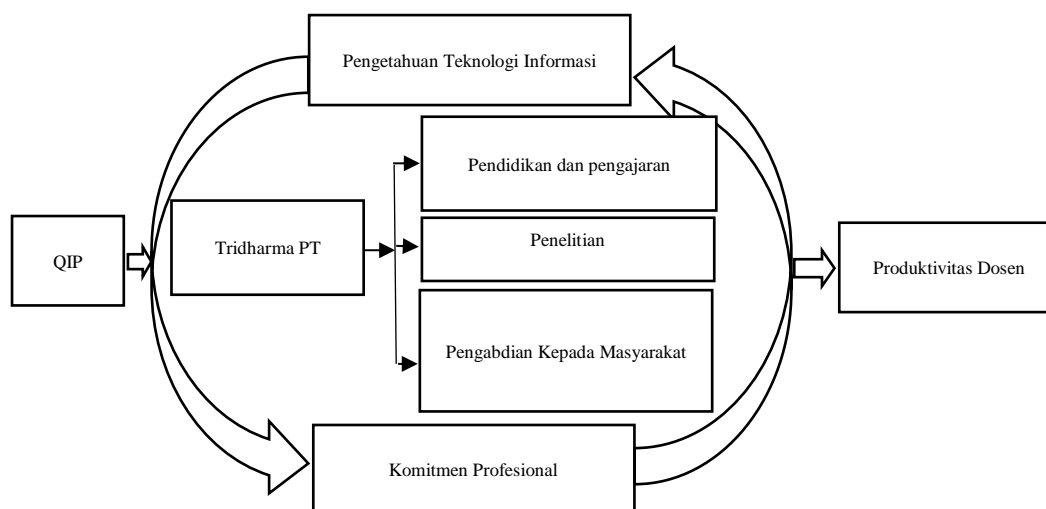 Pengetahuan Teknologi Informasi
Pendidikan dan pengajaran
QIP
Tridharma PT
Penelitian
Produktivitas Dosen
Pengabdian Kepada Masyarakat
Komitmen Profesional